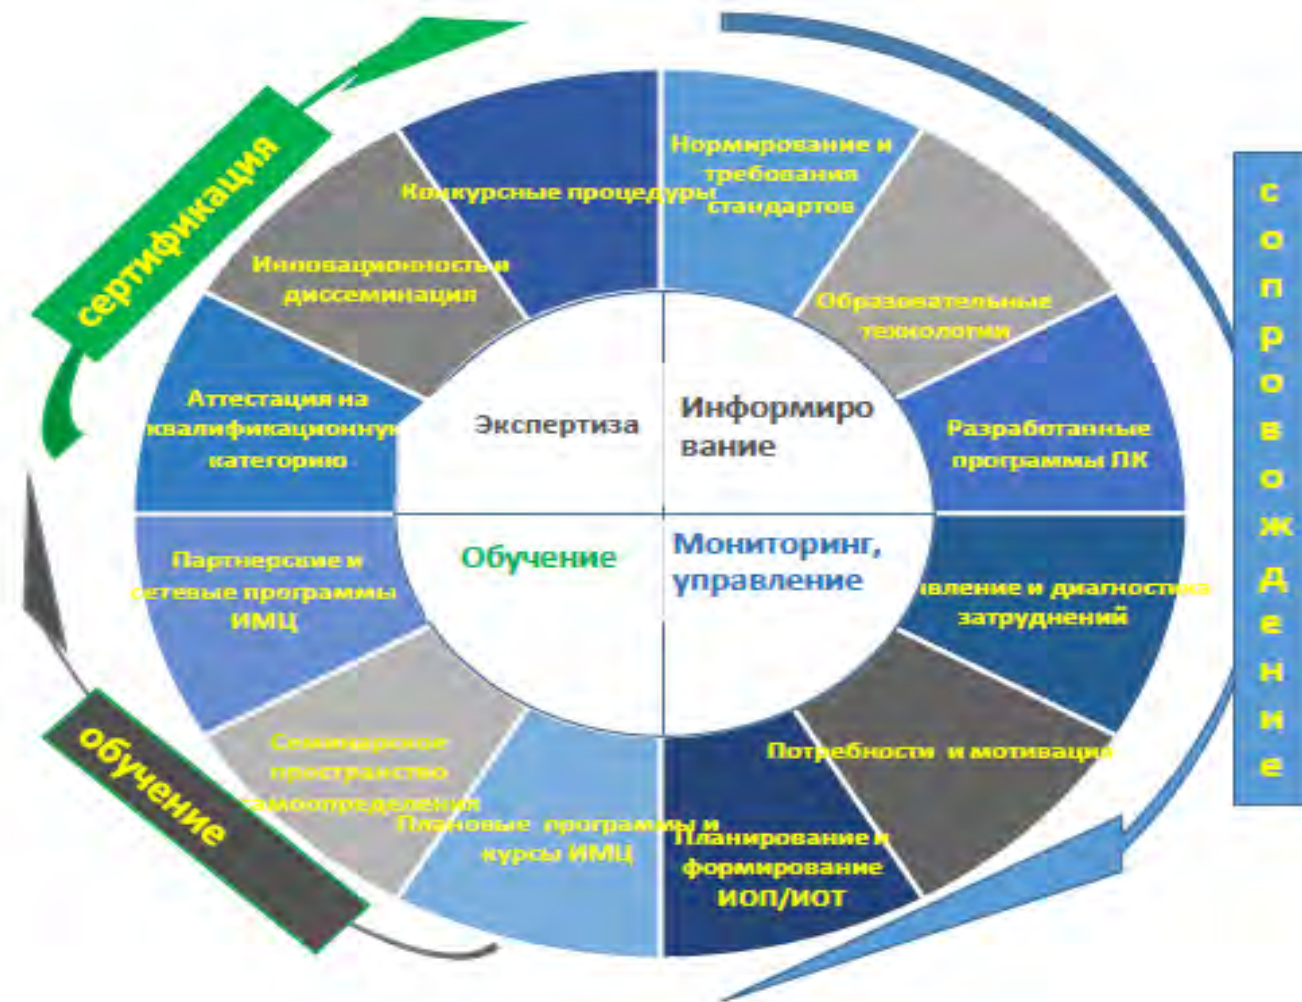 сертификация
Конкурсные процедуры
Нормирование и
требования
стандартов
Инновационность и
диссеминация
Образовательные
технологии
Аттестация на
квалификационную
категорию
Экспертиза
Информиро
вание
Разработанные
программы ПК
сопровождение
Партнерские и
сетевые программы
ИМЦ
Обучение
Мониторинг,
управление
и диагностика
затруднений
обучение
Семинарское
пространство
самоопределения
Потребности и мотивация
Плановые программы и
курсы ИМЦ
Планирование и
формирование
ИОП/ИОТ